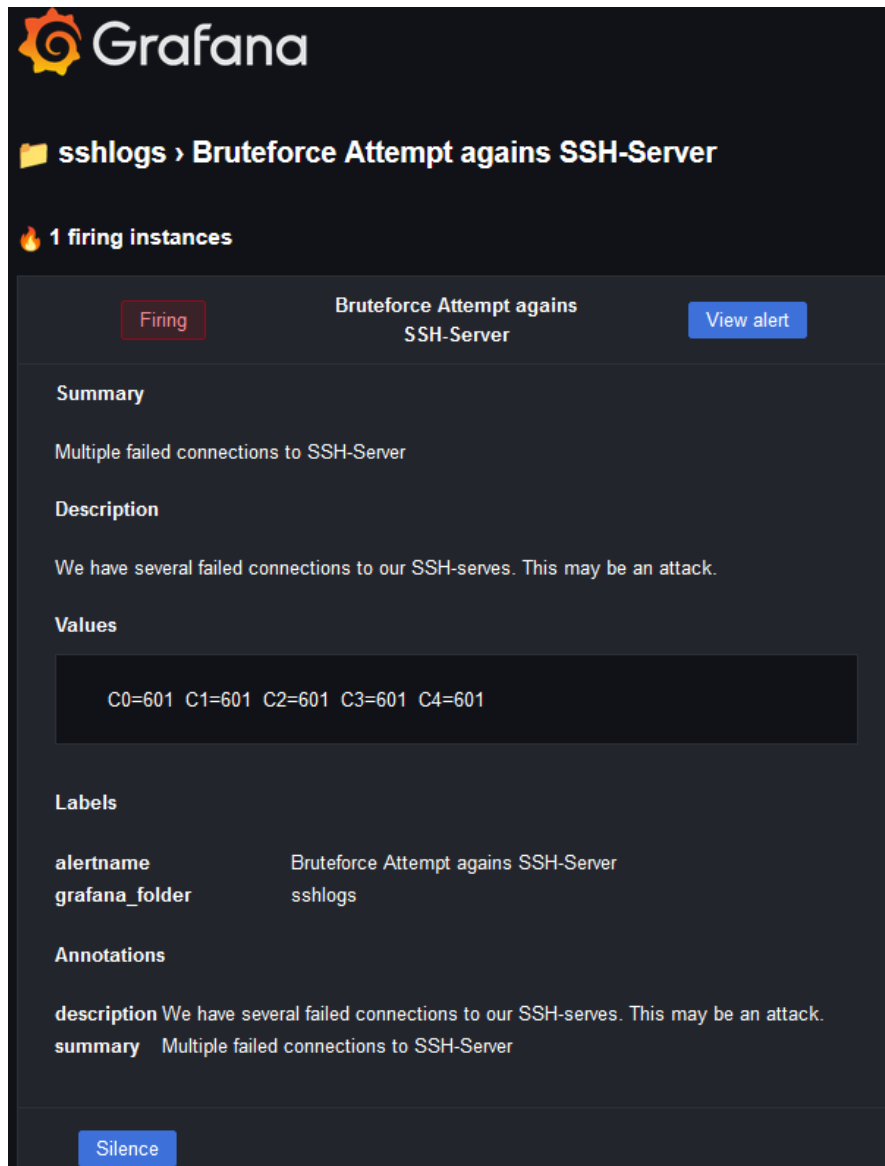 Grafana
sshlogs › Bruteforce Attempt agains SSH-Server
1 firing instances
Firing
Bruteforce Attempt agains
SSH-Server
View alert
Summary
Multiple failed connections to SSH-Server
Description
We have several failed connections to our SSH-serves. This may be an attack.
Values
C0=601 C1=601 C2=601 C3=601 C4=601
Labels
alertname Bruteforce Attempt agains SSH-Server
grafana_folder sshlogs
Annotations
description We have several failed connections to our SSH-serves. This may be an attack.
summary Multiple failed connections to SSH-Server
Silence